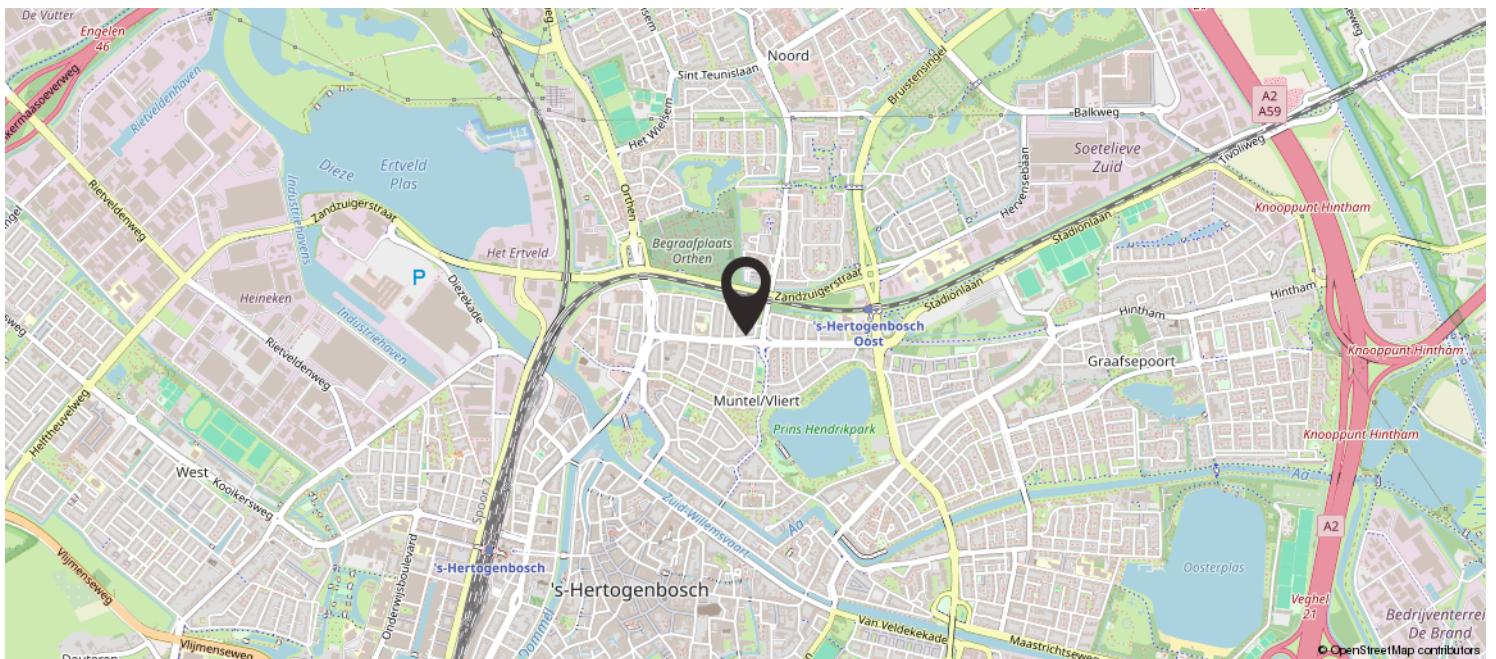 De Vutter
Engelen
46
Noord
Sint Teunislaan
Bruistensingel
A2
A59
Rietveldenhaven
Balkweg
Het Wielsem
Soetelieve
Zuid
Tivoliweg
Dieze
Ertveld
Plas
Orthen
Hervensebaan
Rietveldenweg
Industriehaven
Zandzuigerstraat
Knooppunt Hintham
Stadionlaan
Begraafplaats
Orthen
Het Ertveld
P
Diezekade
Zandzuigerstraat
Heineken
Stadionlaan
Hintham
Hintham
Industriehaven
's-Hertogenbosch
Oost
Knooppunt Hintham
Graafsepoort
Rietveldenweg
Helftheuvelweg
Muntel/Vliert
Prins Hendrikpark
Knooppunt Hintham
West
Kooikersweg
Spoor 7
Aa
Zuid-Willemsvaart
Aa
A2
Onderwijsboulevard
Vlijmenseweg
's-Hertogenbosch
Oosterplas
's-Hertogenbosch
Veghel
21
Bedrijventerrei
De Brand
Dommel
Van Veldekekade
Maastrichtseweg
Vlijmenseweg
Deuteren
© OpenStreetMap contributors